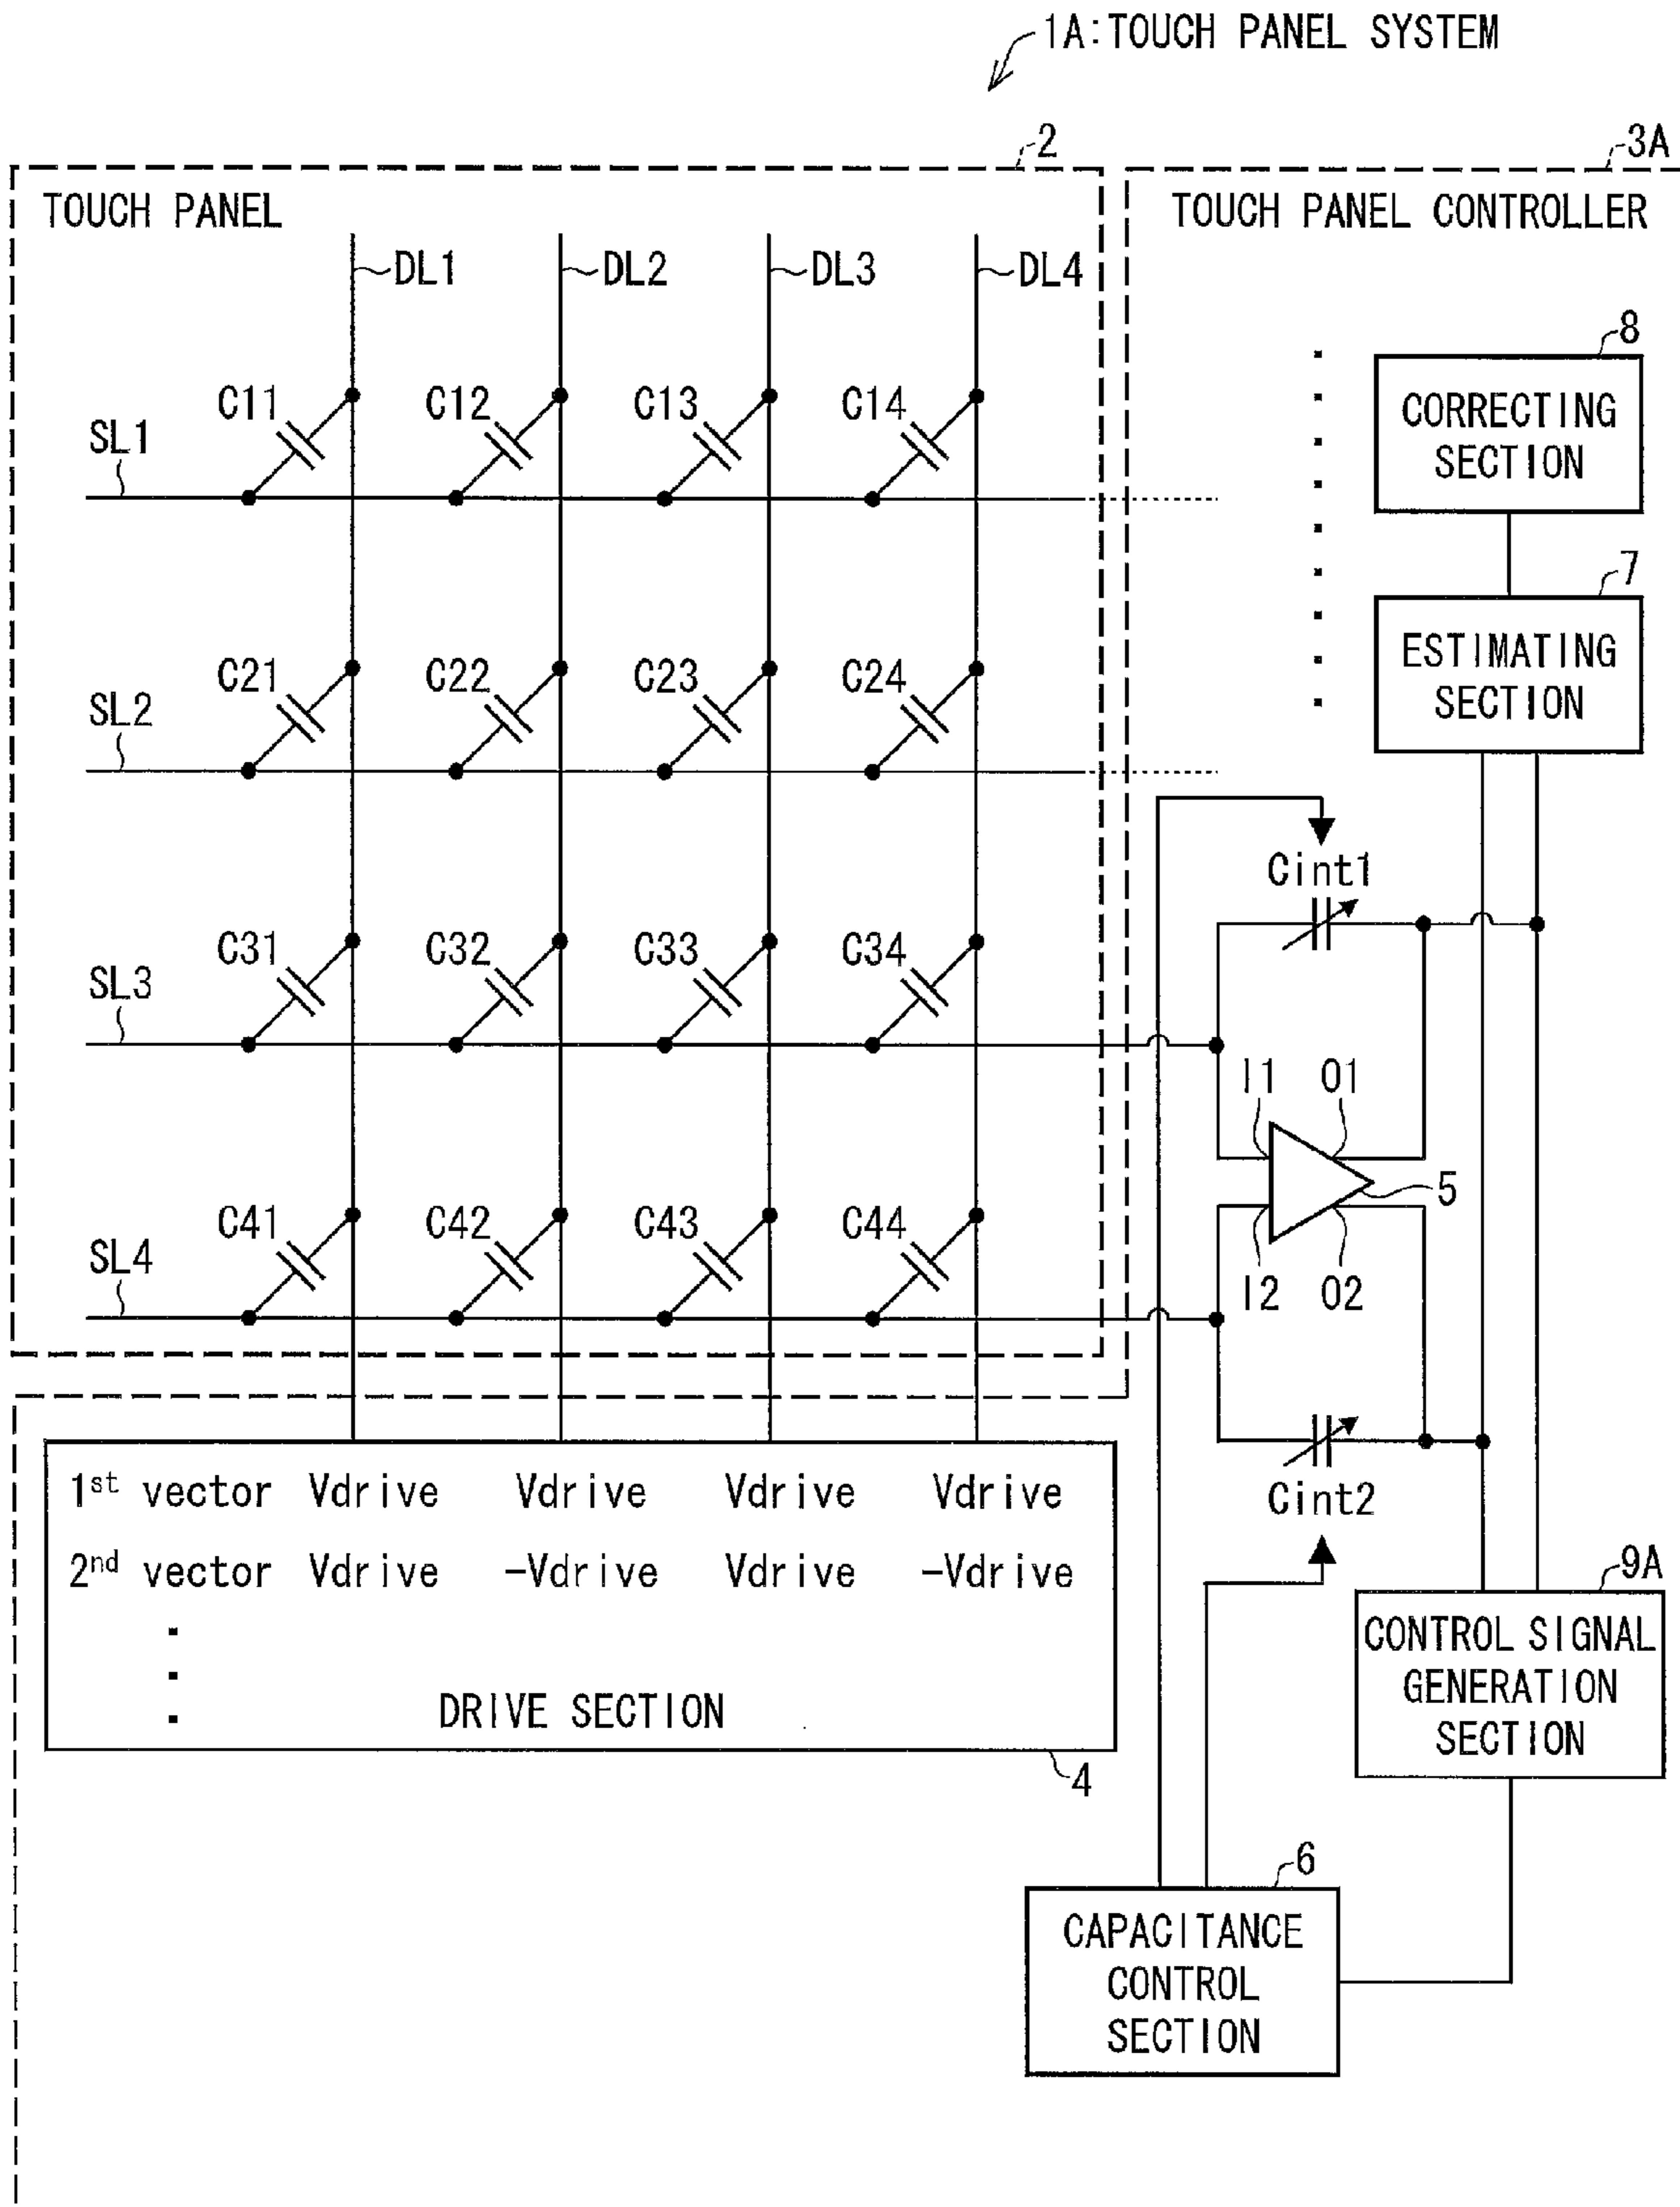 1A:TOUCH PANEL SYSTEM
2
3A
TOUCH PANEL
TOUCH PANEL CONTROLLER
DL1
DL2
DL3
DL4
8
CORRECTING
SECTION
C11
C12
C13
C14
SL1
7
ESTIMATING
SECTION
C21
C22
C23
C24
SL2
Cint1
C31
C32
C33
C34
SL3
I1
O1
5
C41
C42
C43
C44
SL4
I2
O2
1st vector Vdrive Vdrive Vdrive Vdrive
Cint2
2nd vector Vdrive -Vdrive Vdrive -Vdrive
9A
CONTROL SIGNAL
GENERATION
SECTION
DRIVE SECTION
4
6
CAPACITANCE
CONTROL
SECTION